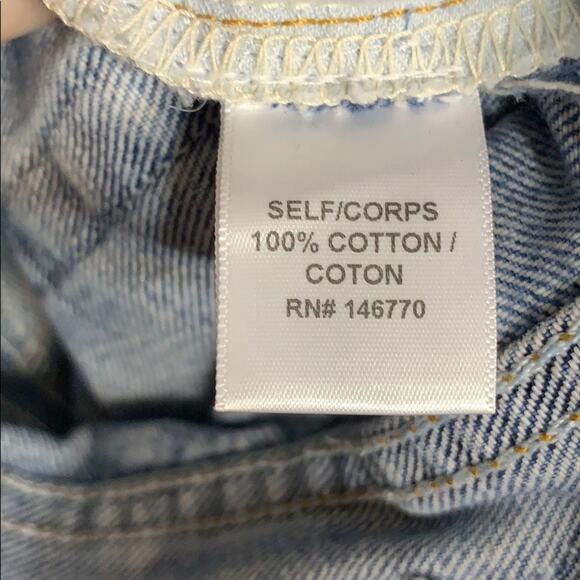 SELF/CORPS
100% COTTON /
COTON
RN# 146770